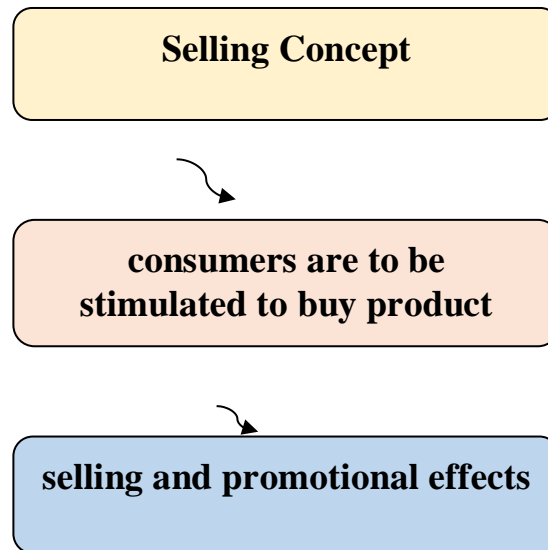 Selling Concept
consumers are to be
stimulated to buy product
selling and promotional effects